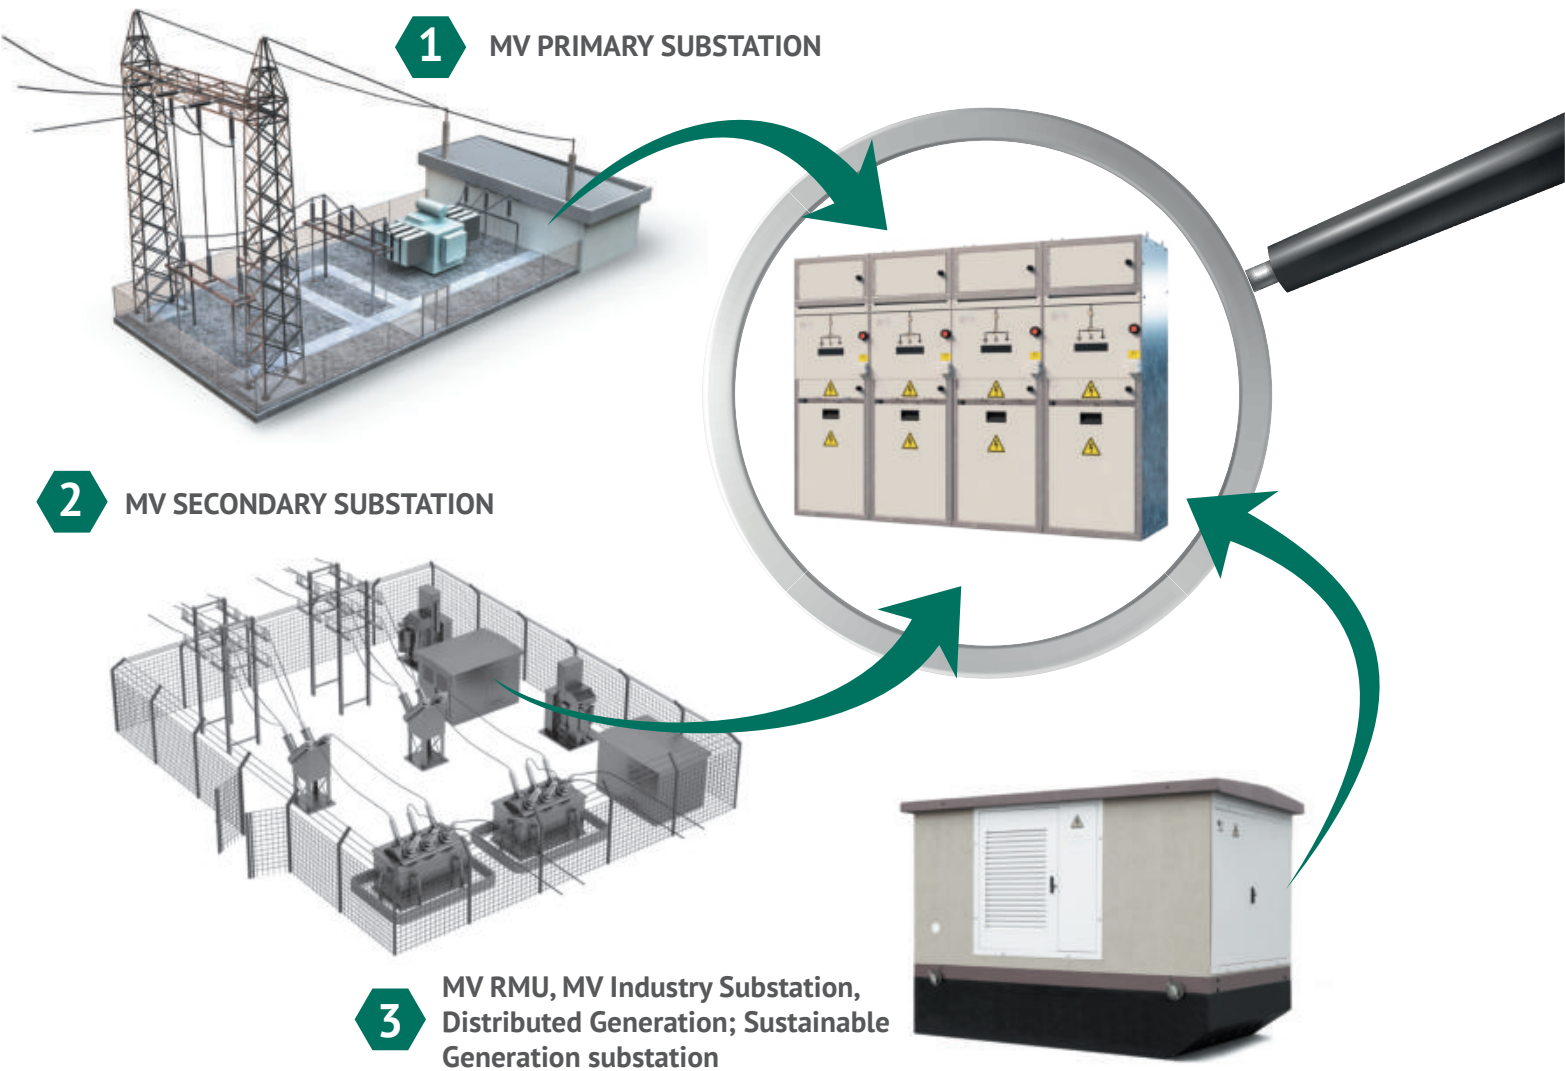 1
MV PRIMARY SUBSTATION
2
MV SECONDARY SUBSTATION
3
MV RMU, MV Industry Substation,
Distributed Generation; Sustainable
Generation substation